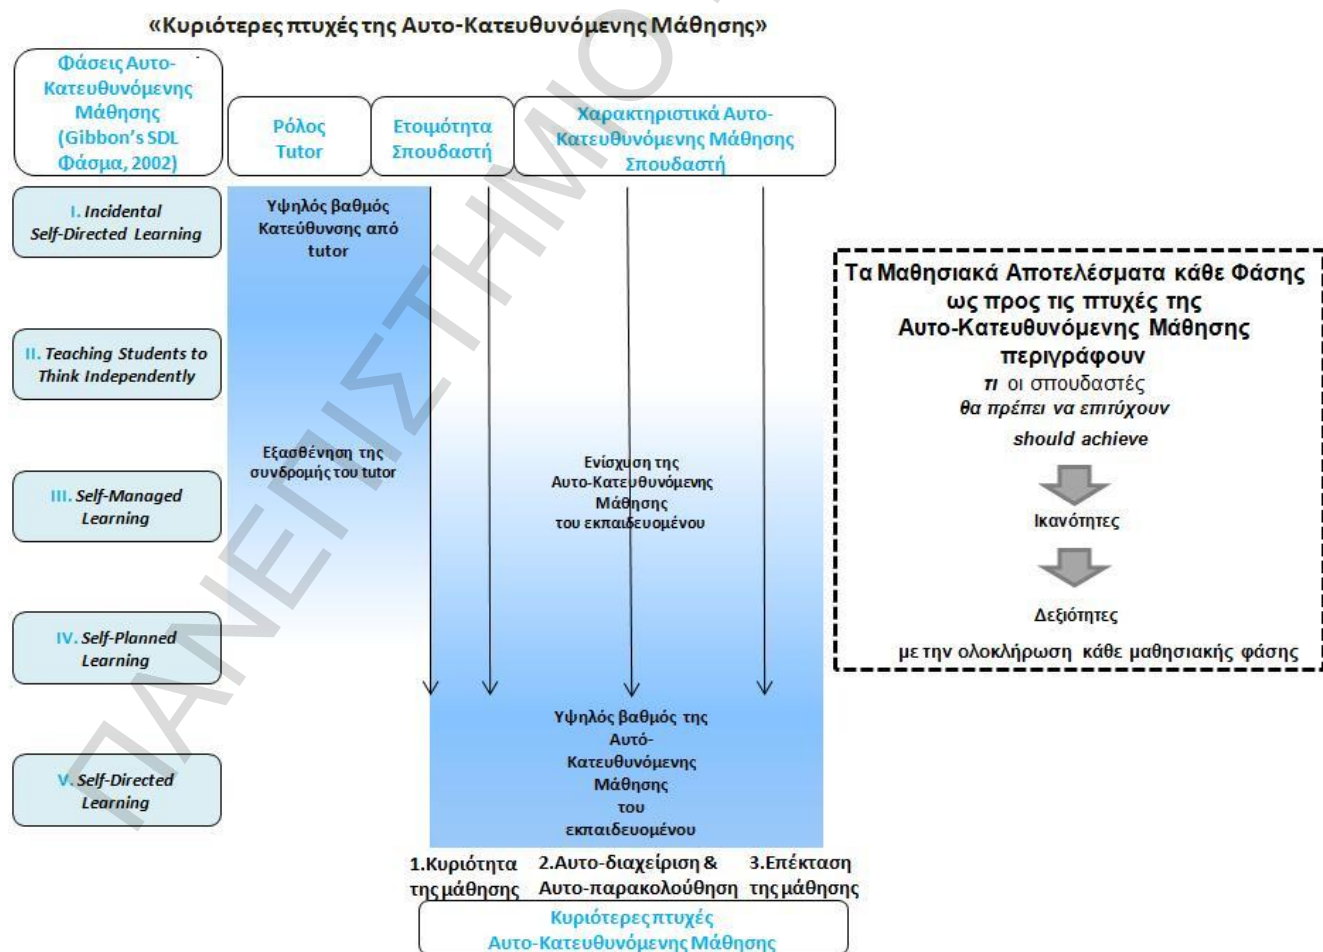 «Κυριότερες πτυχές της Αυτο-Κατευθυνόμενης Μάθησης»
Φάσεις Αυτο-
Κατευθυνόμενης
Μάθησης
(Gibbon's SDL
Φάσμα, 2002)
Ρόλος
Tutor
Ετοιμότητα
Σπουδαστή
Χαρακτηριστικά Αυτο-
Κατευθυνόμενης Μάθησης
Σπουδαστή
I. Incidental
Self-Directed Learning
II. Teaching Students to
Think Independently
III. Self-Managed
Learning
IV. Self-Planned
Learning
V. Self-Directed
Learning
Υψηλός βαθμός
Κατεύθυνσης από
tutor
Εξασθένηση της
συνδρομής του tutor
Ενίσχυση της
Αυτο-Κατευθυνόμενης
Μάθησης
του εκπαιδευομένου
Υψηλός βαθμός της
Αυτό-
Κατευθυνόμενης
Μάθησης
του
εκπαιδευομένου
1.Κυριότητα
της μάθησης
2.Αυτο-διαχείριση &
Αυτο-παρακολούθηση
3.Επέκταση
της μάθησης
Κυριότερες πτυχές
Αυτο-Κατευθυνόμενης Μάθησης
Τα Μαθησιακά Αποτελέσματα κάθε Φάσης
ως προς τις πτυχές της
Αυτο-Κατευθυνόμενης Μάθησης
περιγράφουν
τι οι σπουδαστές
θα πρέπει να επιτύχουν
should achieve
Ικανότητες
Δεξιότητες
με την ολοκλήρωση κάθε μαθησιακής φάσης
ΠΑΝΕΠΙΣΤΗΜΙΟ